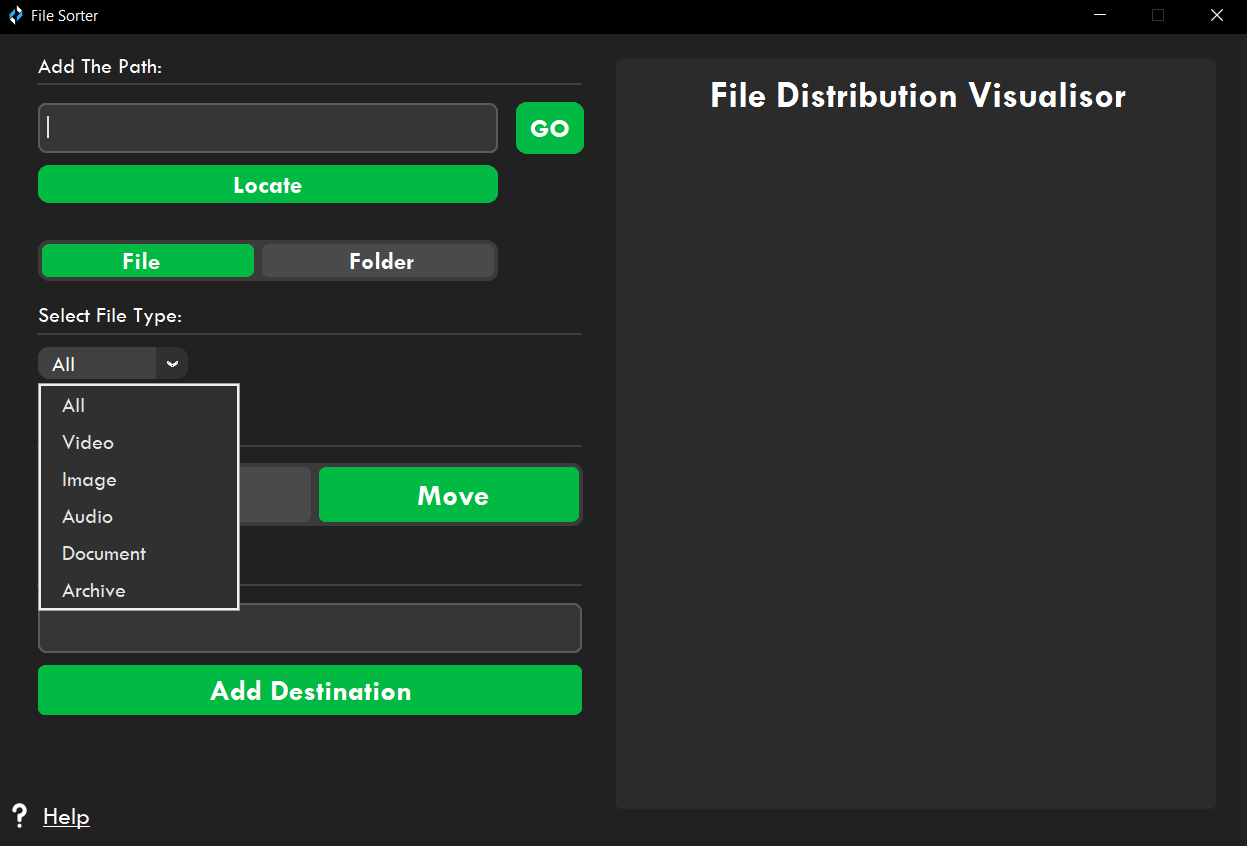 File Sorter
Add The Path:
GO
Locate
File Folder
Select File Type:
All
All
Video
Image
Audio
Document
Archive
Move
Add Destination
? Help
File Distribution Visualisor